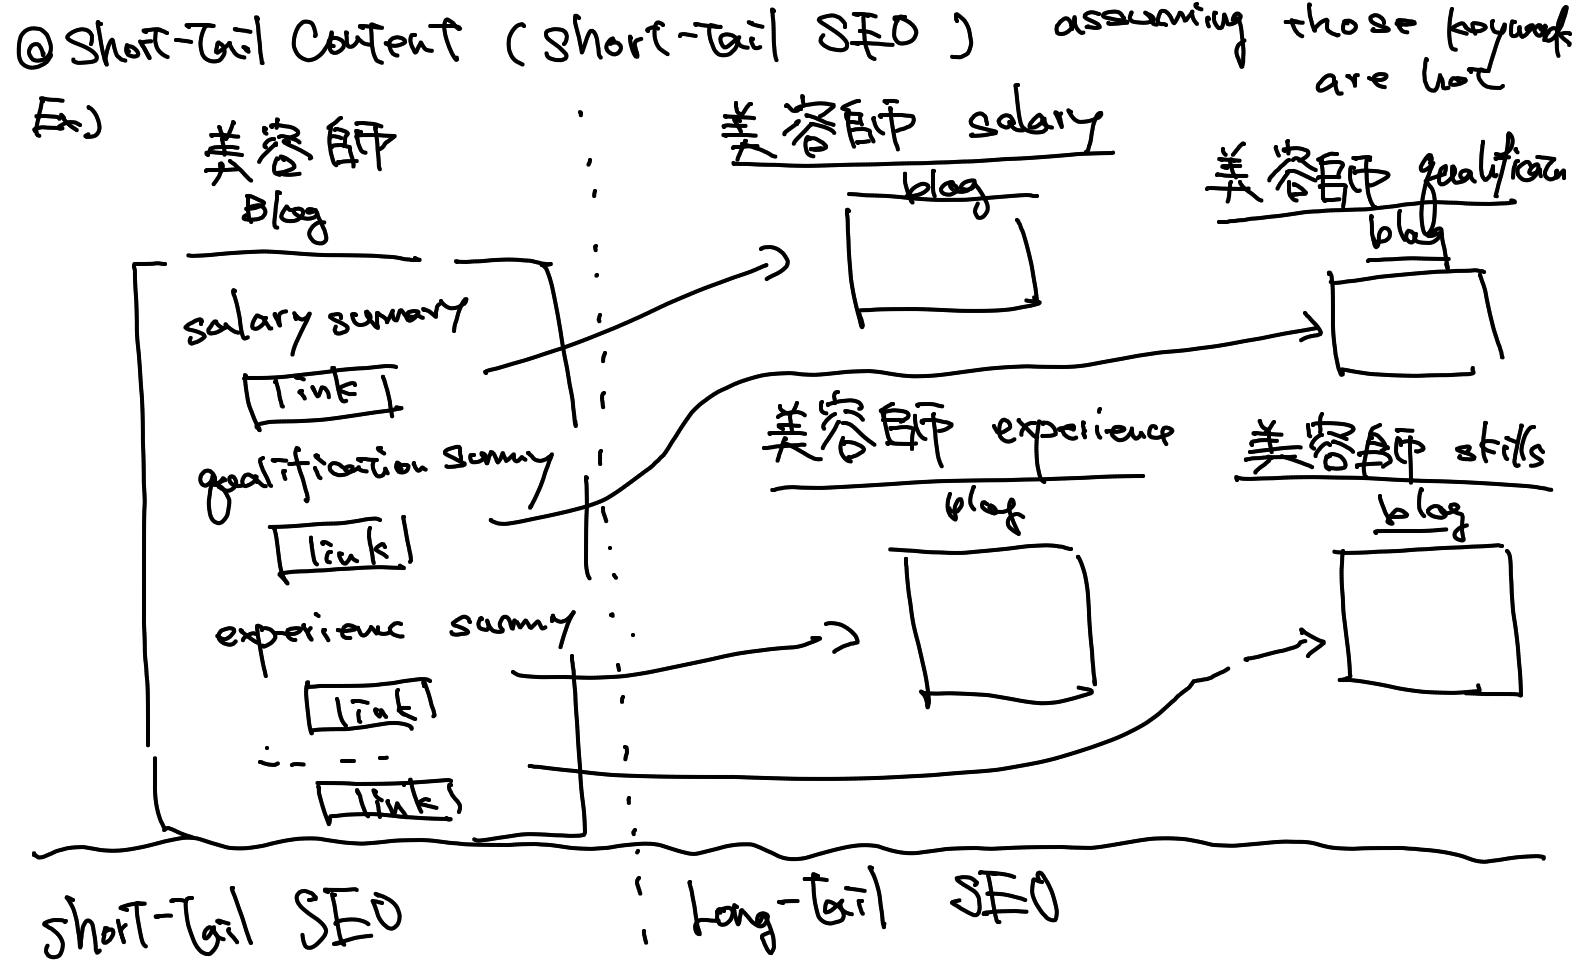 @ Short-Tail Content (Short-Tail SEO) assuming those keywords
are hot
Ex)
美容師
Blog
salary summary
link
qualification summy
link
experienc summy
link
link
美容師 salary
blog
美容師 qualification
blog
美容師 experience
blog
美容師 skills
blog
Short-Tail SEO
Long-Tail SEO